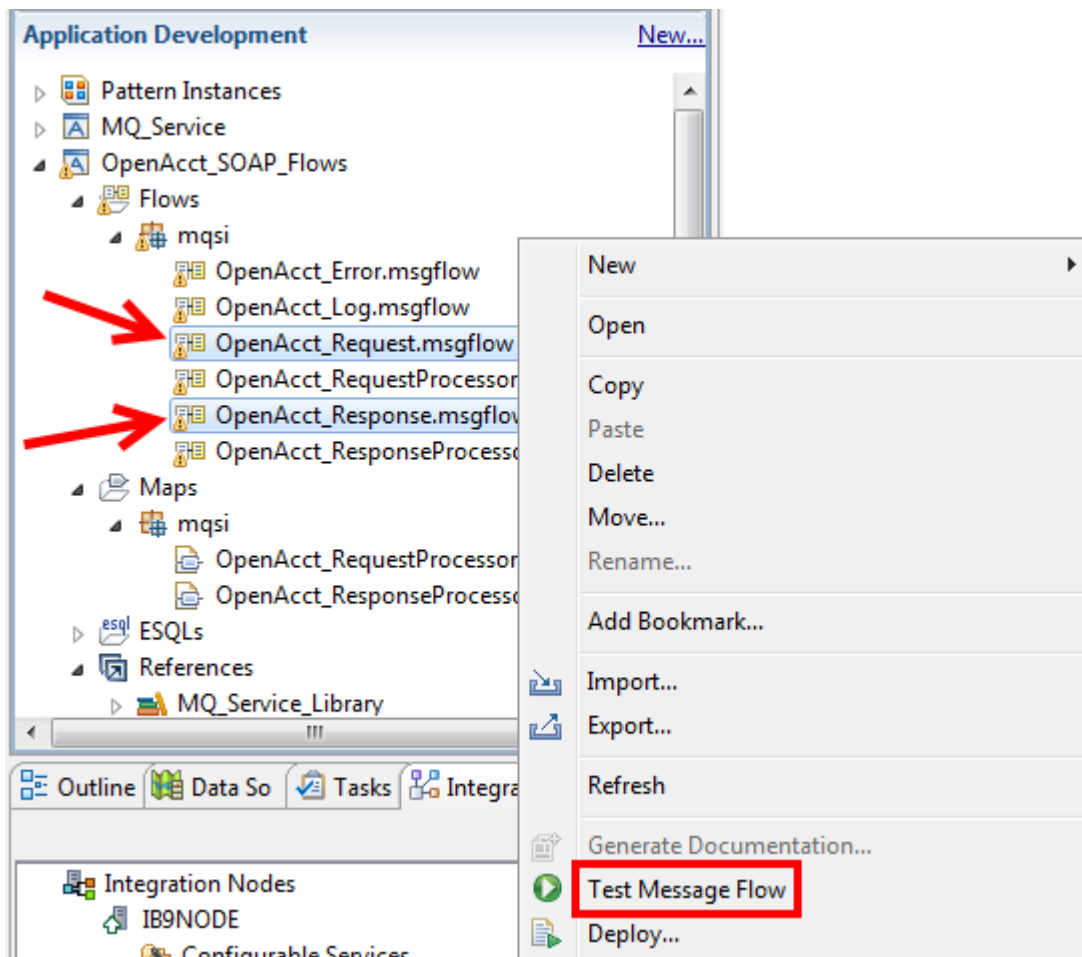 Application Development New...
Pattern Instances
MQ_Service
OpenAcct_SOAP_Flows
Flows
mqsi
OpenAcct_Error.msgflow
OpenAcct_Log.msgflow
OpenAcct_Request.msgflow
OpenAcct_RequestProcessor
OpenAcct_Response.msgflow
OpenAcct_ResponseProcesso
Maps
mqsi
OpenAcct_RequestProcessor
OpenAcct_ResponseProcesso
esql ESQLs
References
MQ_Service_Library
New
Open
Copy
Paste
Delete
Move...
Rename...
Add Bookmark...
Import...
Export...
Refresh
Generate Documentation...
Test Message Flow
Deploy...
Outline Data So Tasks Integra
Integration Nodes
IB9NODE
Configurable Services